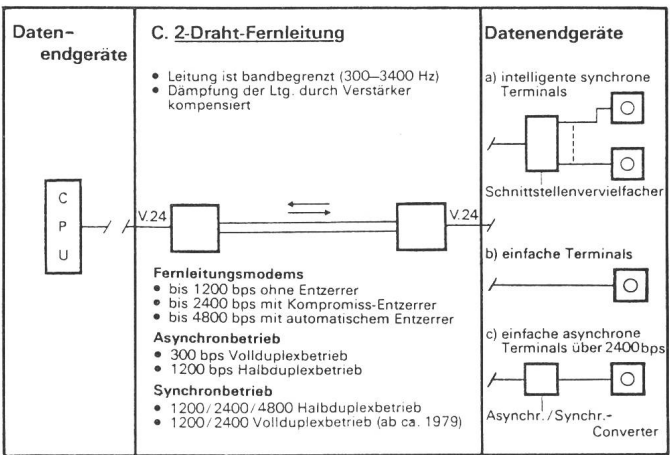 Daten-
endgeräte
C
P
U
C. 2-Draht-Fernleitung
• Leitung ist bandbegrenzt (300–3400 Hz)
• Dämpfung der Ltg. durch Verstärker
kompensiert
V.24
V.24
Fernleitungsmodems
• bis 1200 bps ohne Entzerrer
• bis 2400 bps mit Kompromiss-Entzerrer
• bis 4800 bps mit automatischem Entzerrer
Asynchronbetrieb
• 300 bps Vollduplexbetrieb
• 1200 bps Halbduplexbetrieb
Synchronbetrieb
• 1200/2400/4800 Halbduplexbetrieb
• 1200/2400 Vollduplexbetrieb (ab ca. 1979)
Datenendgeräte
a) intelligente synchrone
Terminals
Schnittstellenvervielfacher
b) einfache Terminals
c) einfache asynchrone
Terminals über 2400bps
Asynchr./Synchr.-
Converter